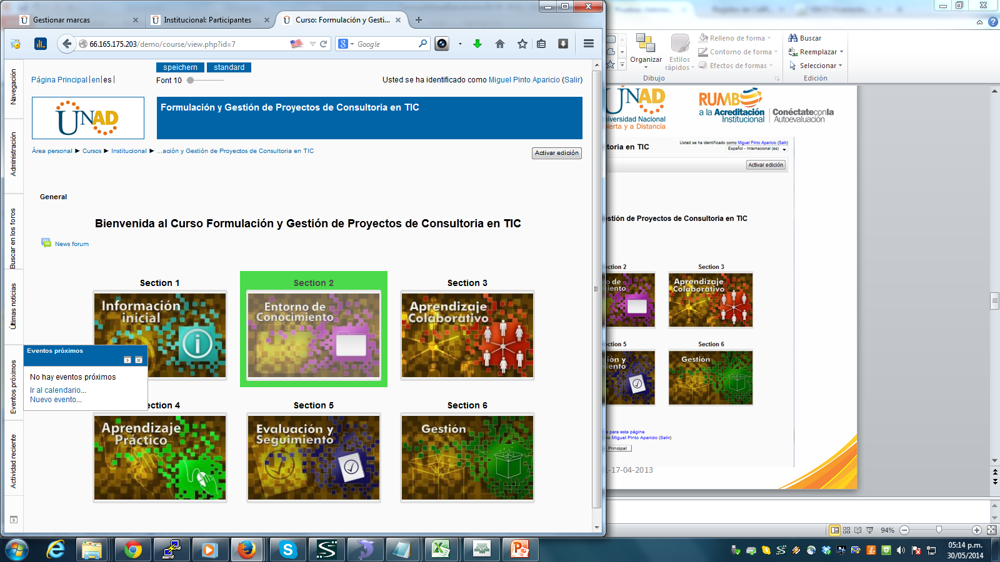 Gestionar marcas
Institucional: Participantes
Curso: Formulación y Gesti...
66.165.175.203/demo/course/view.php?id=7
Google
Navegación
Administración
Buscar en los foros
Últimas noticias
Eventos próximos
Actividad reciente
speichern
standard
Página Principal
en
es
Font 10
Usted se ha identificado como Miguel Pinto Aparicio (Salir)
UNAD
Formulación y Gestión de Proyectos de Consultoria en TIC
Área personal ► Cursos ► Institucional ► ...ación y Gestión de Proyectos de Consultoria en TIC
Activar edición
General
Bienvenida al Curso Formulación y Gestión de Proyectos de Consultoria en TIC
News forum
Section 1
Section 2
Section 3
Información
inicial
Entorno de
Conocimiento
Aprendizaje
Colaborativo
Eventos próximos
No hay eventos próximos
Ir al calendario...
Nuevo evento...
ection 4
Section 5
Section 6
Aprendizaje
Práctico
Evaluación y
Seguimiento
Gestión
Organizar
Estilos
rápidos
Relleno de forma
Contorno de forma
Efectos de formas
Dibujo
Buscar
Reemplazar
Seleccionar
Edición
UNAD
iversidad Nacional
ierta y a Distancia
RUMBO
a la Acreditación
Institucional
Conéctateconla
Autoevaluación
toria en TIC
Usted se ha identificado como Miguel Pinto Aparicio (Salir)
Español - Internacional (es)
Activar edición
estión de Proyectos de Consultoria en TIC
ction 2
Section 3
o de
iento
Aprendizaje
Colaborativo
ction 5
Section 6
ón y
iento
Gestión
s para esta página
mo Miguel Pinto Aparicio (Salir)
Principal
1-17-04-2013
94%
05:14 p.m.
30/05/2014